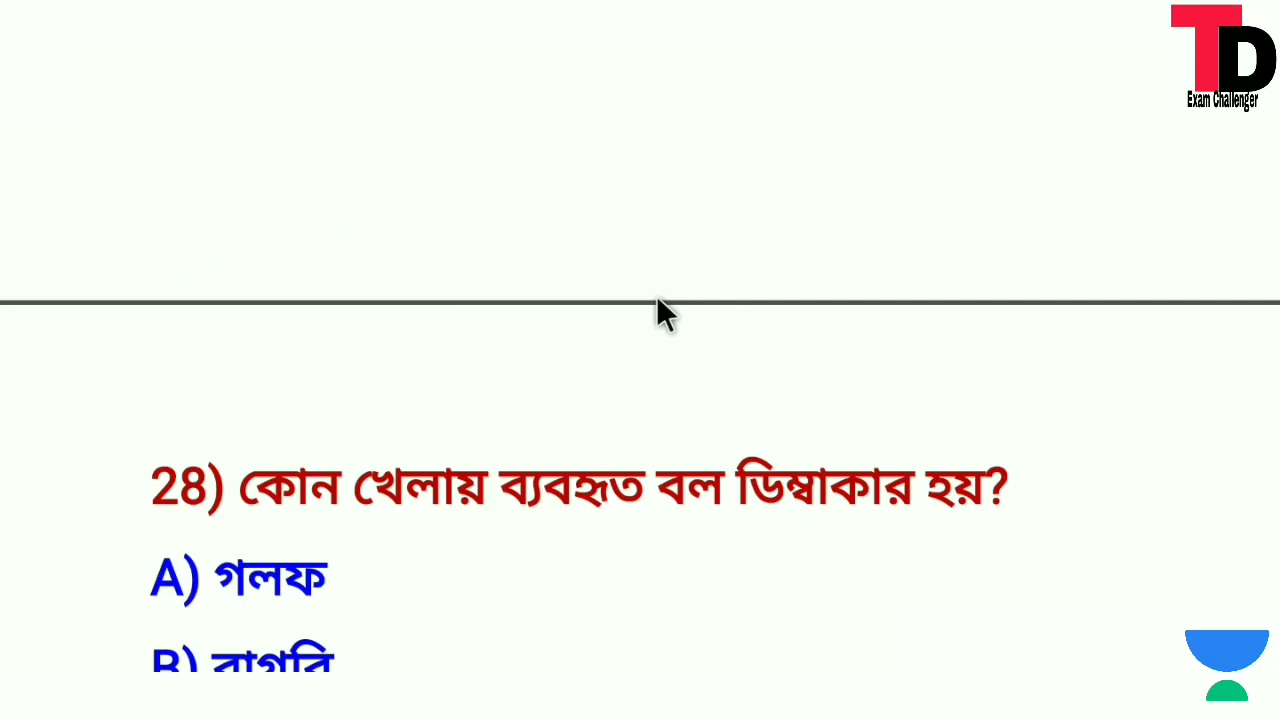 TD
Exam Challenger
28) কোন খেলায় ব্যবহৃত বল ডিম্বাকার হয়?
A) গলফ
B)